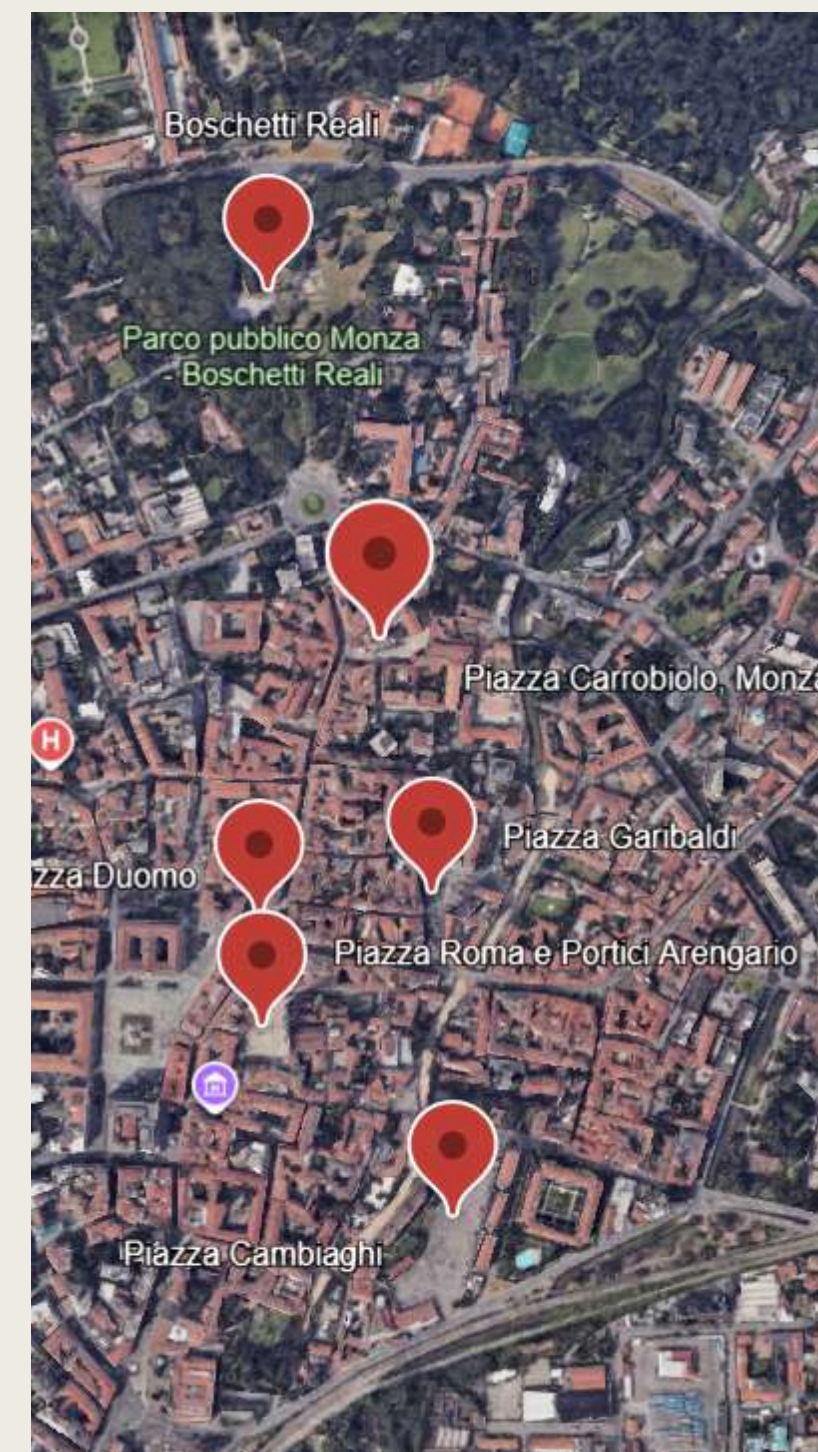 Boschetti Reali
Parco pubblico Monza
- Boschetti Reali
Piazza Carrobiolo, Monza
H
Piazza Garibaldi
zza Duomo
Piazza Roma e Portici Arengario
Piazza Cambiaghi